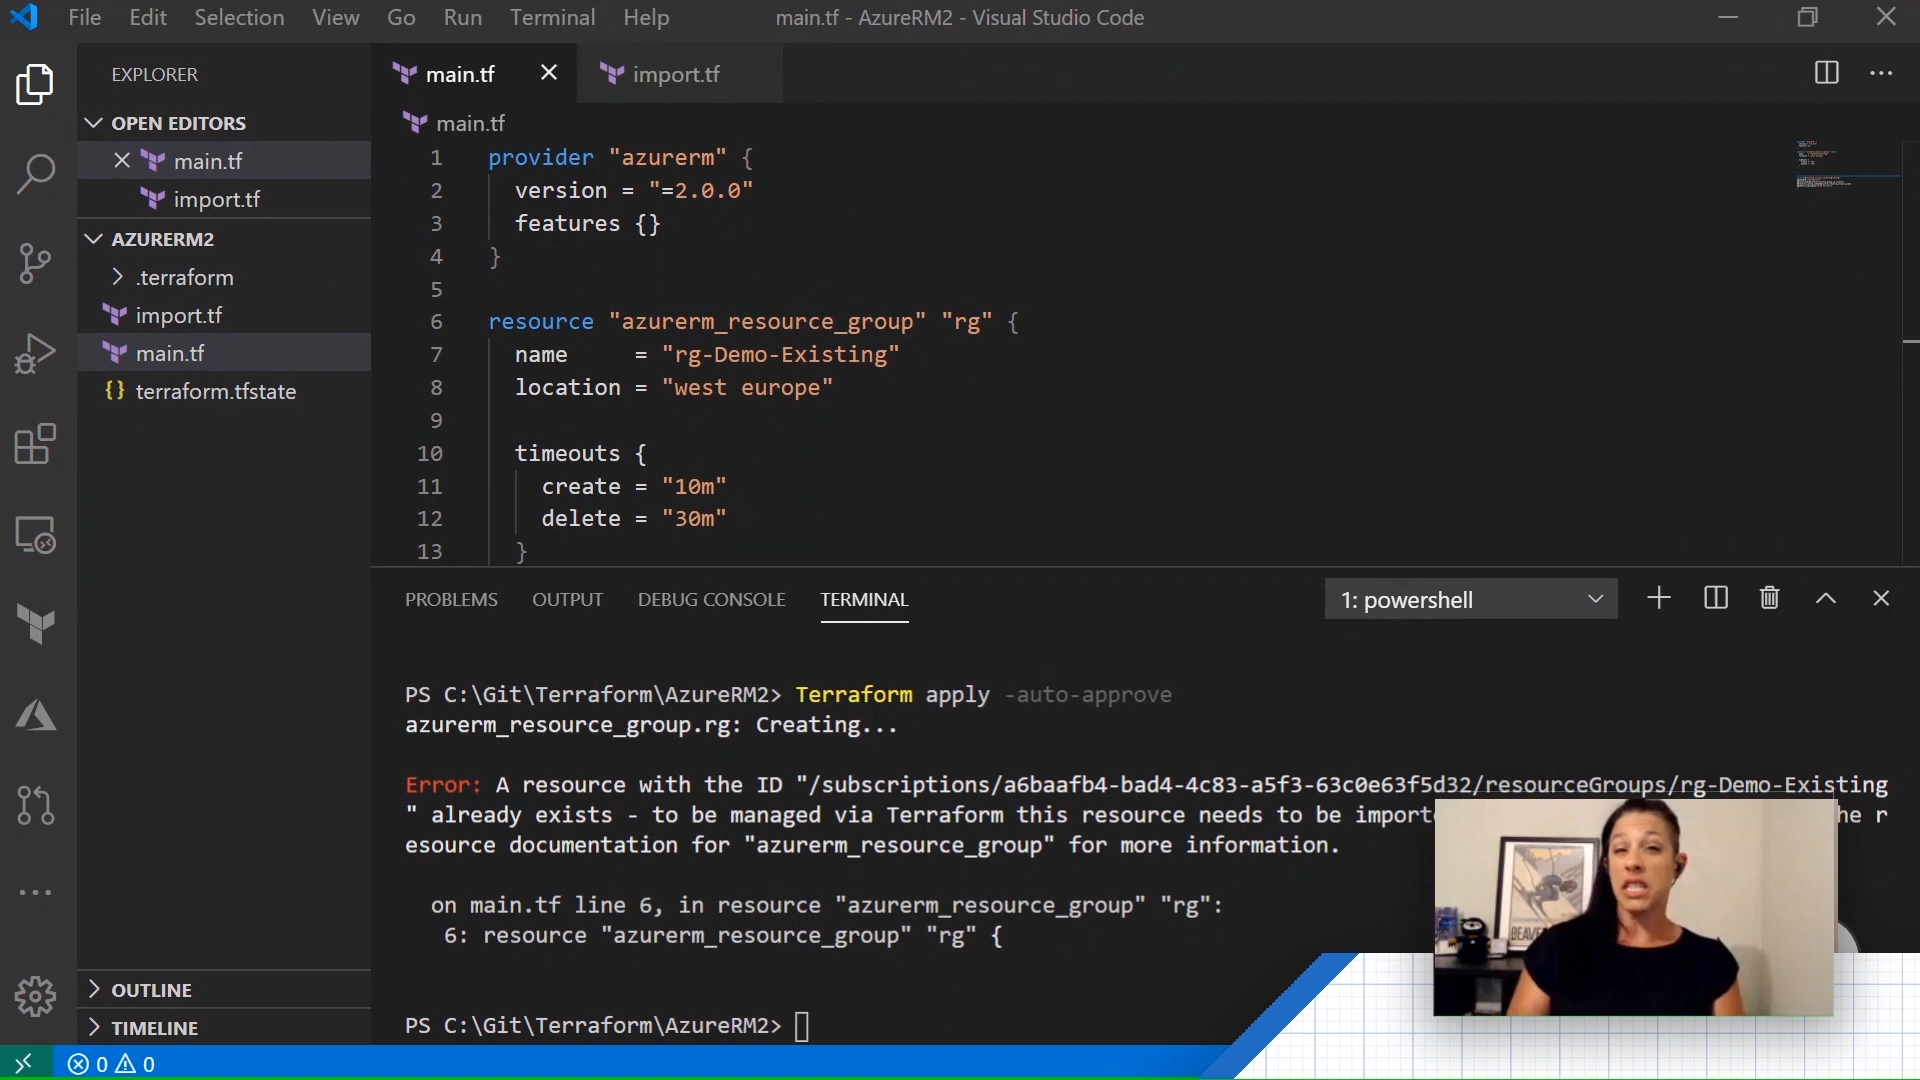 File Edit Selection View Go Run Terminal Help
main.tf - AzureRM2 - Visual Studio Code
EXPLORER
OPEN EDITORS
main.tf
import.tf
AZURERM2
.terraform
import.tf
main.tf
terraform.tfstate
OUTLINE
TIMELINE
main.tf
import.tf
main.tf
1 provider "azurerm" {
2 version = "=2.0.0"
3 features {}
4 }
5
6 resource "azurerm_resource_group" "rg" {
7 name = "rg-Demo-Existing"
8 location = "west europe"
9
10 timeouts {
11 create = "10m"
12 delete = "30m"
13 }
PROBLEMS OUTPUT DEBUG CONSOLE TERMINAL
1: powershell
PS C:\Git\Terraform\AzureRM2> Terraform apply -auto-approve
azurerm_resource_group.rg: Creating...
Error: A resource with the ID "/subscriptions/a6baafb4-bad4-4c83-a5f3-63c0e63f5d32/resourceGroups/rg-Demo-Existing
" already exists - to be managed via Terraform this resource needs to be he r
esource documentation for "azurerm_resource_group" for more information.
on main.tf line 6, in resource "azurerm_resource_group" "rg":
6: resource "azurerm_resource_group" "rg" {
PS C:\Git\Terraform\AzureRM2>
0 0